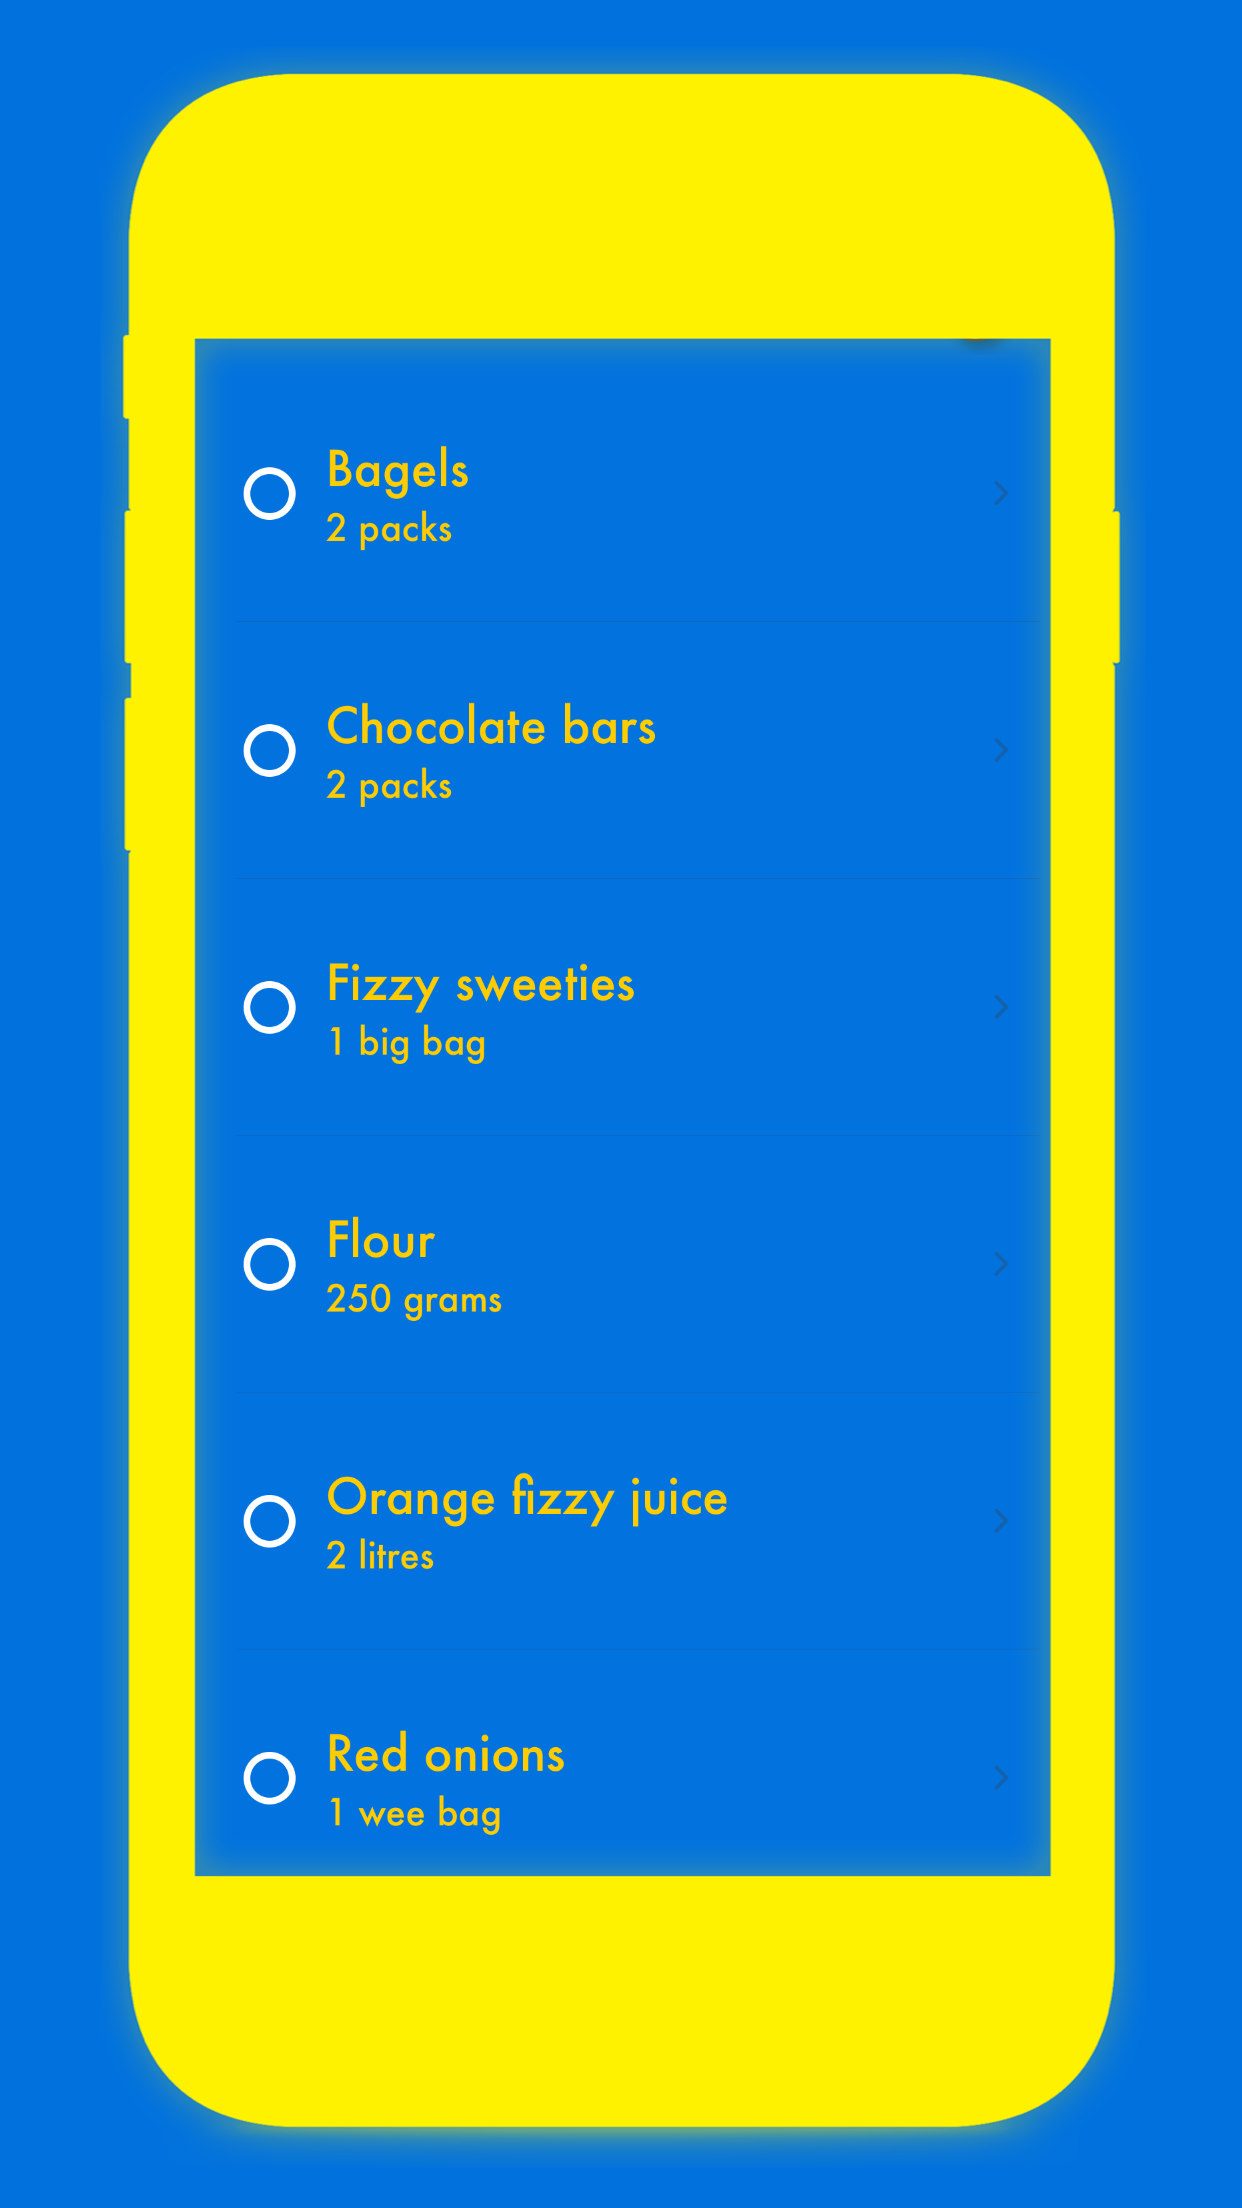 Bagels
2 packs
Chocolate bars
2 packs
Fizzy sweeties
1 big bag
Flour
250 grams
Orange fizzy juice
2 litres
Red onions
1 wee bag